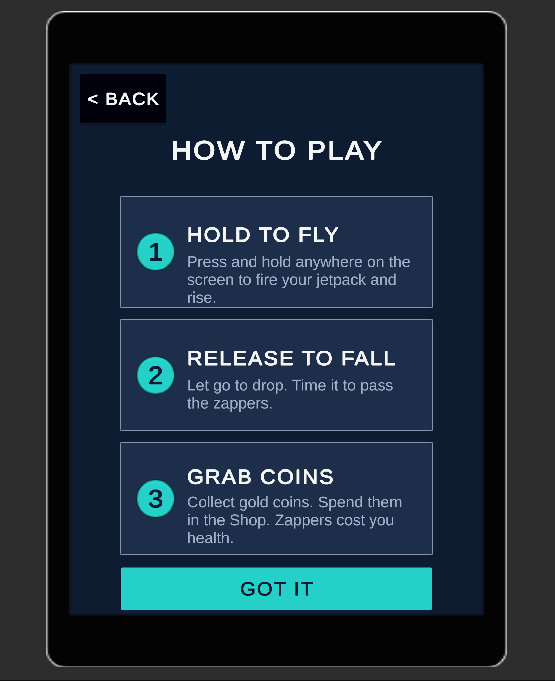 < BACK
HOW TO PLAY
1
HOLD TO FLY
Press and hold anywhere on the
screen to fire your jetpack and
rise.
2
RELEASE TO FALL
Let go to drop. Time it to pass
the zappers.
3
GRAB COINS
Collect gold coins. Spend them
in the Shop. Zappers cost you
health.
GOT IT